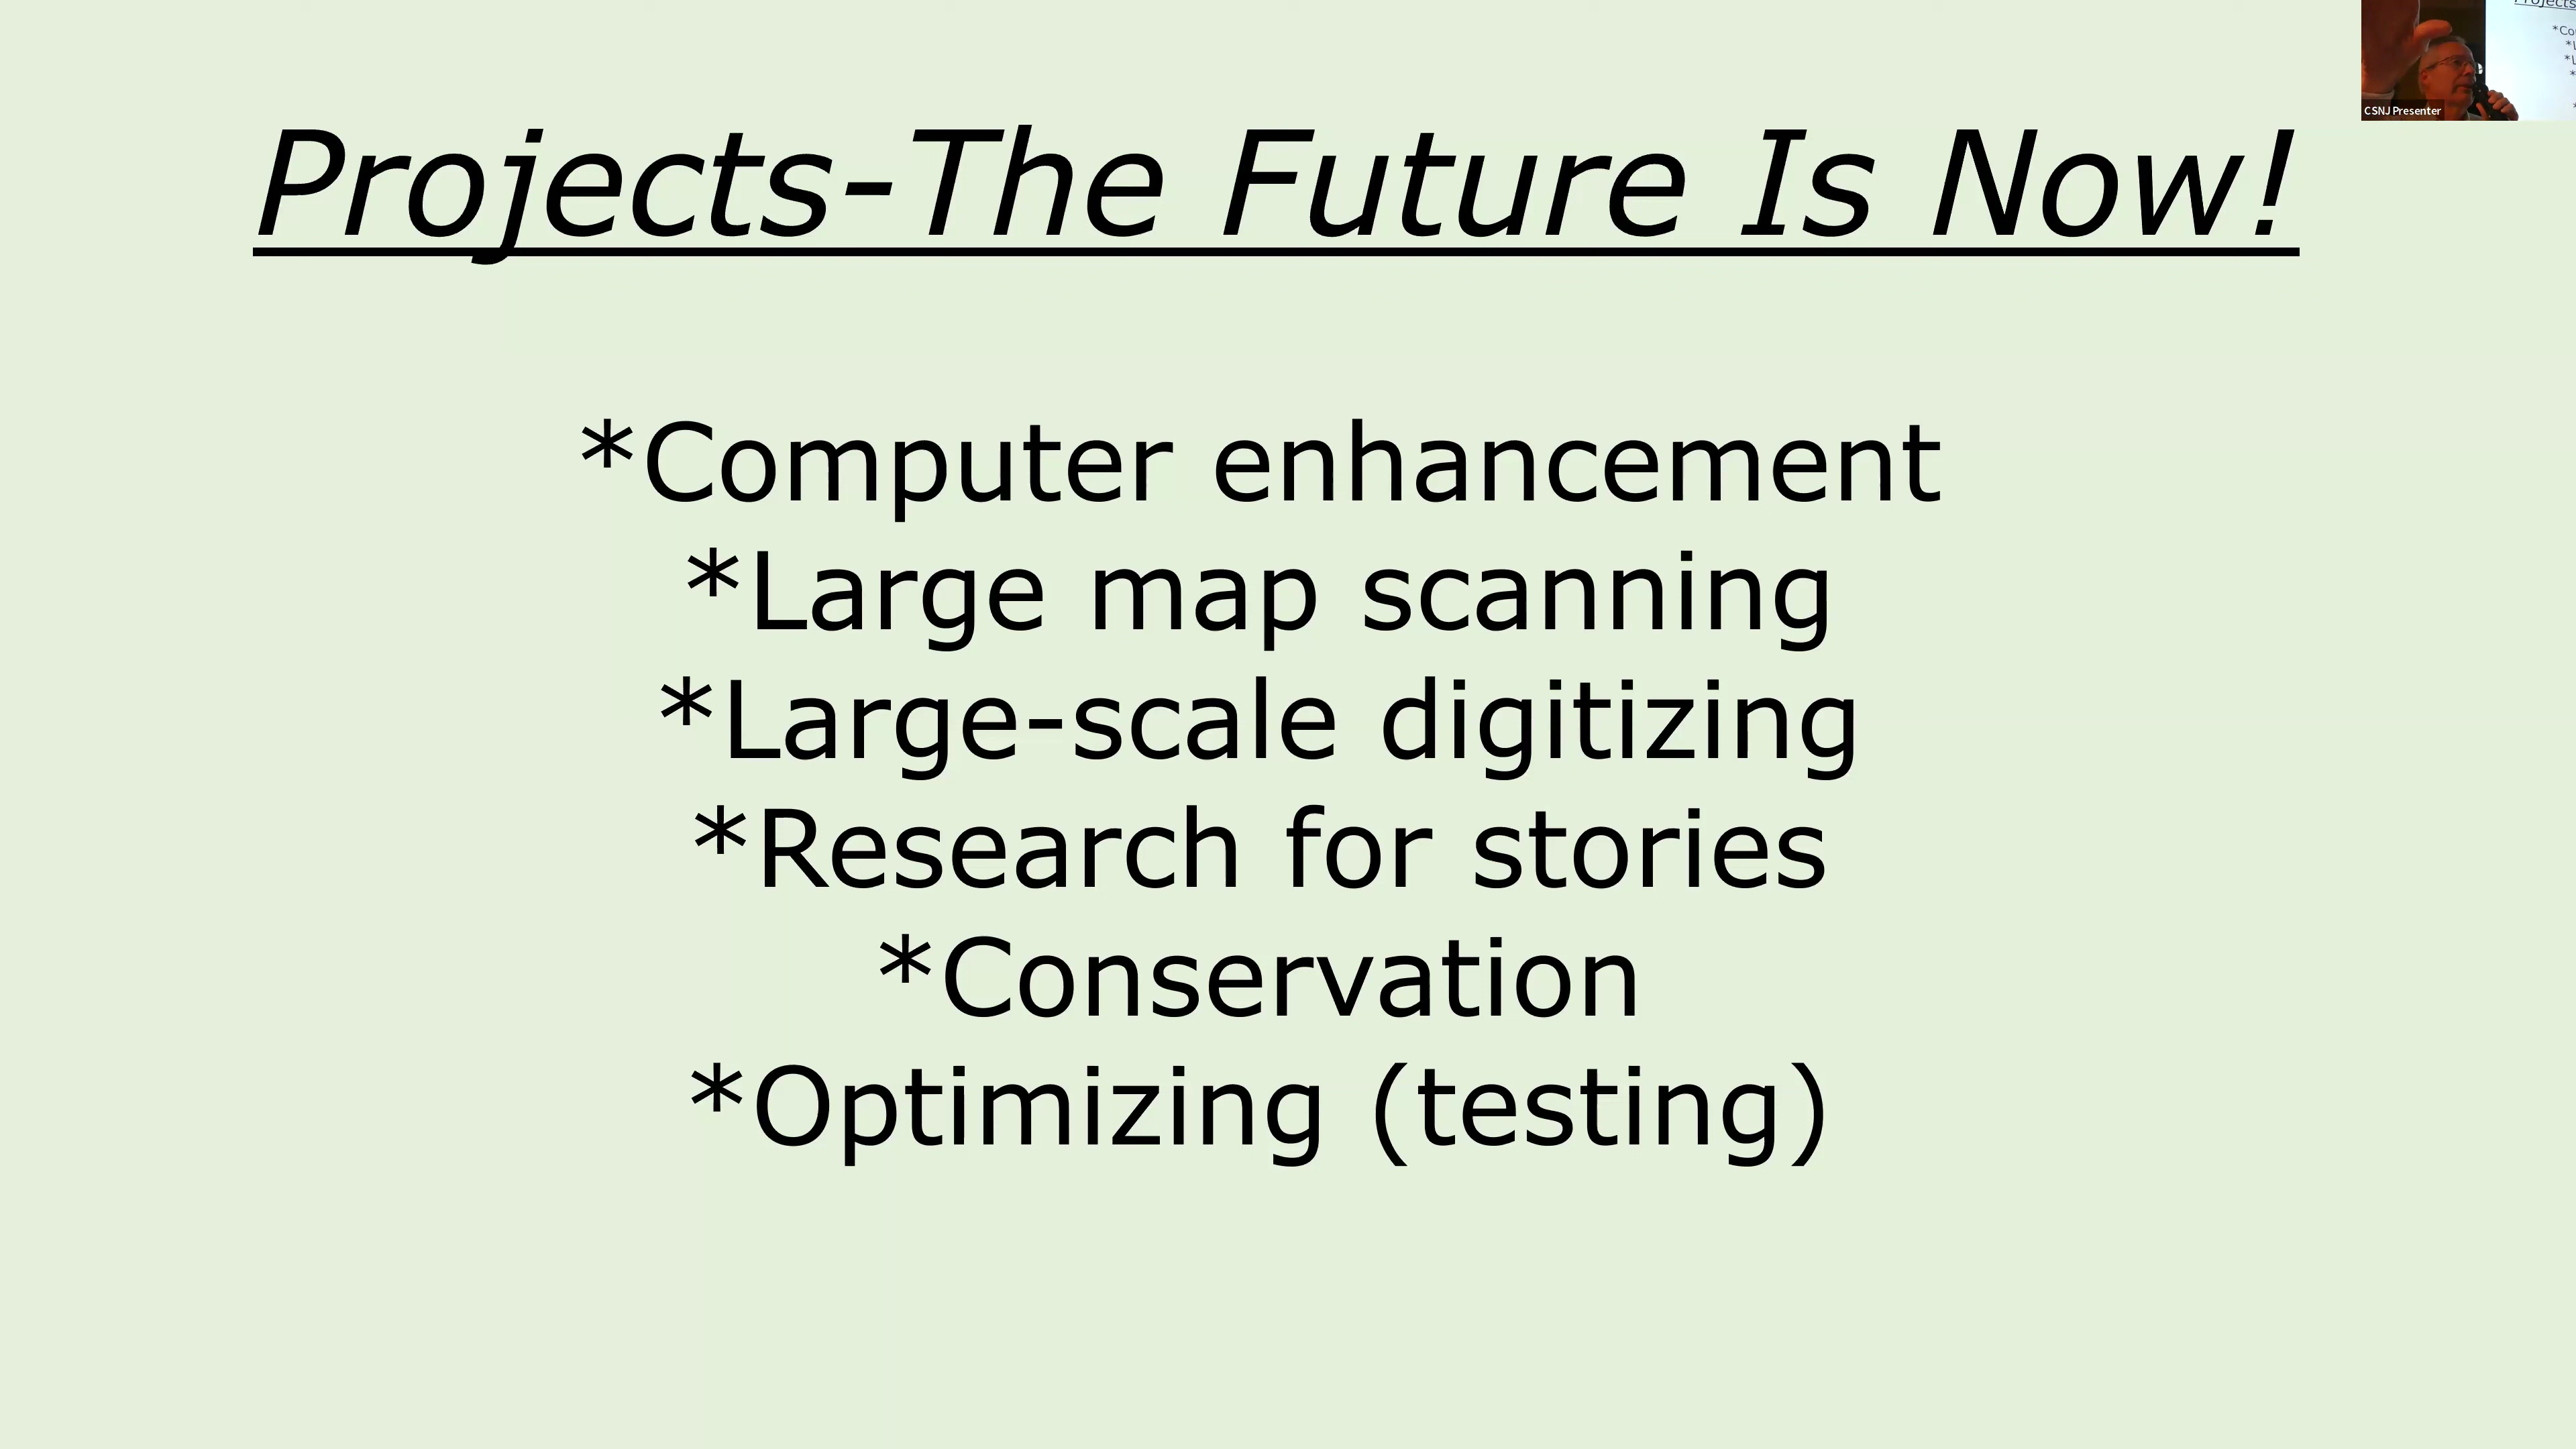 Projects-The Future Is Now!
*Computer enhancement
*Large map scanning
*Large-scale digitizing
*Research for stories
*Conservation
*Optimizing (testing)
CSNJ Presenter